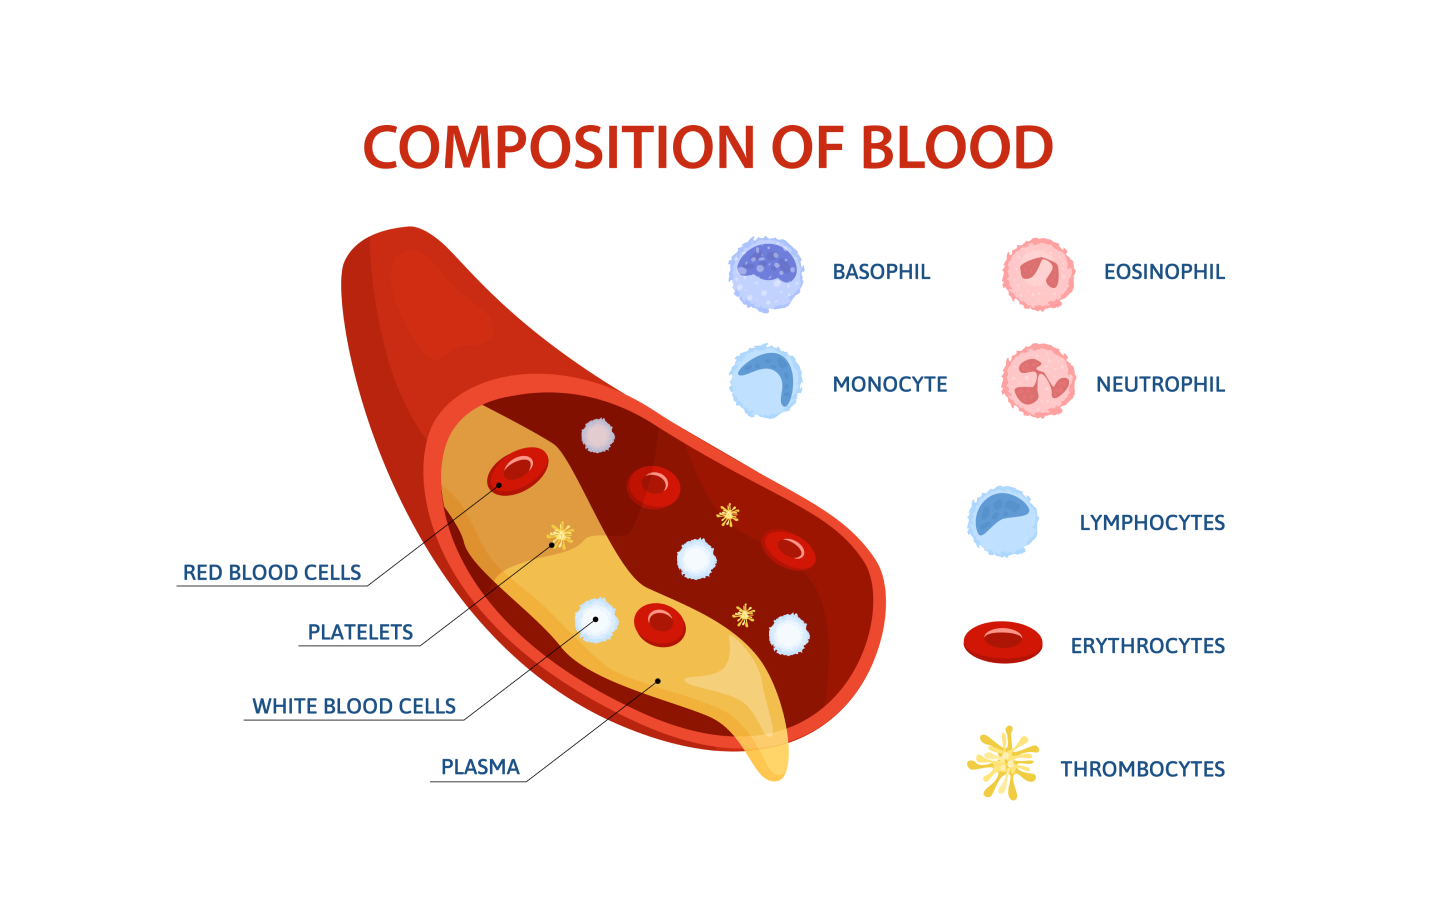 COMPOSITION OF BLOOD
BASOPHIL
EOSINOPHIL
MONOCYTE
NEUTROPHIL
LYMPHOCYTES
RED BLOOD CELLS
PLATELETS
ERYTHROCYTES
WHITE BLOOD CELLS
PLASMA
THROMBOCYTES